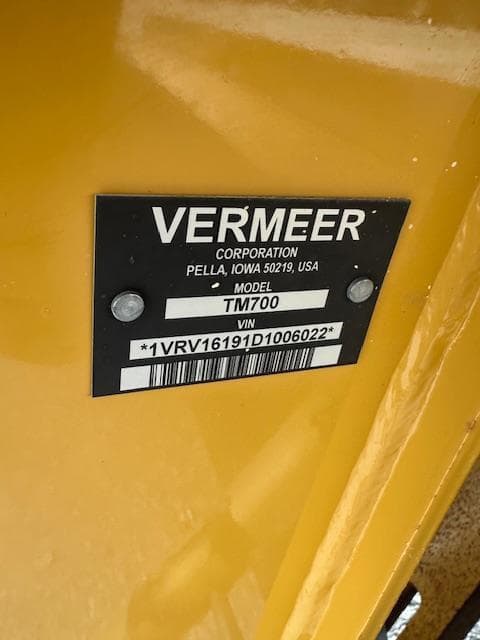 VERMEER
CORPORATION
PELLA, IOWA 50219, USA
MODEL
TM700
VIN
*1VRV16191D1006022*